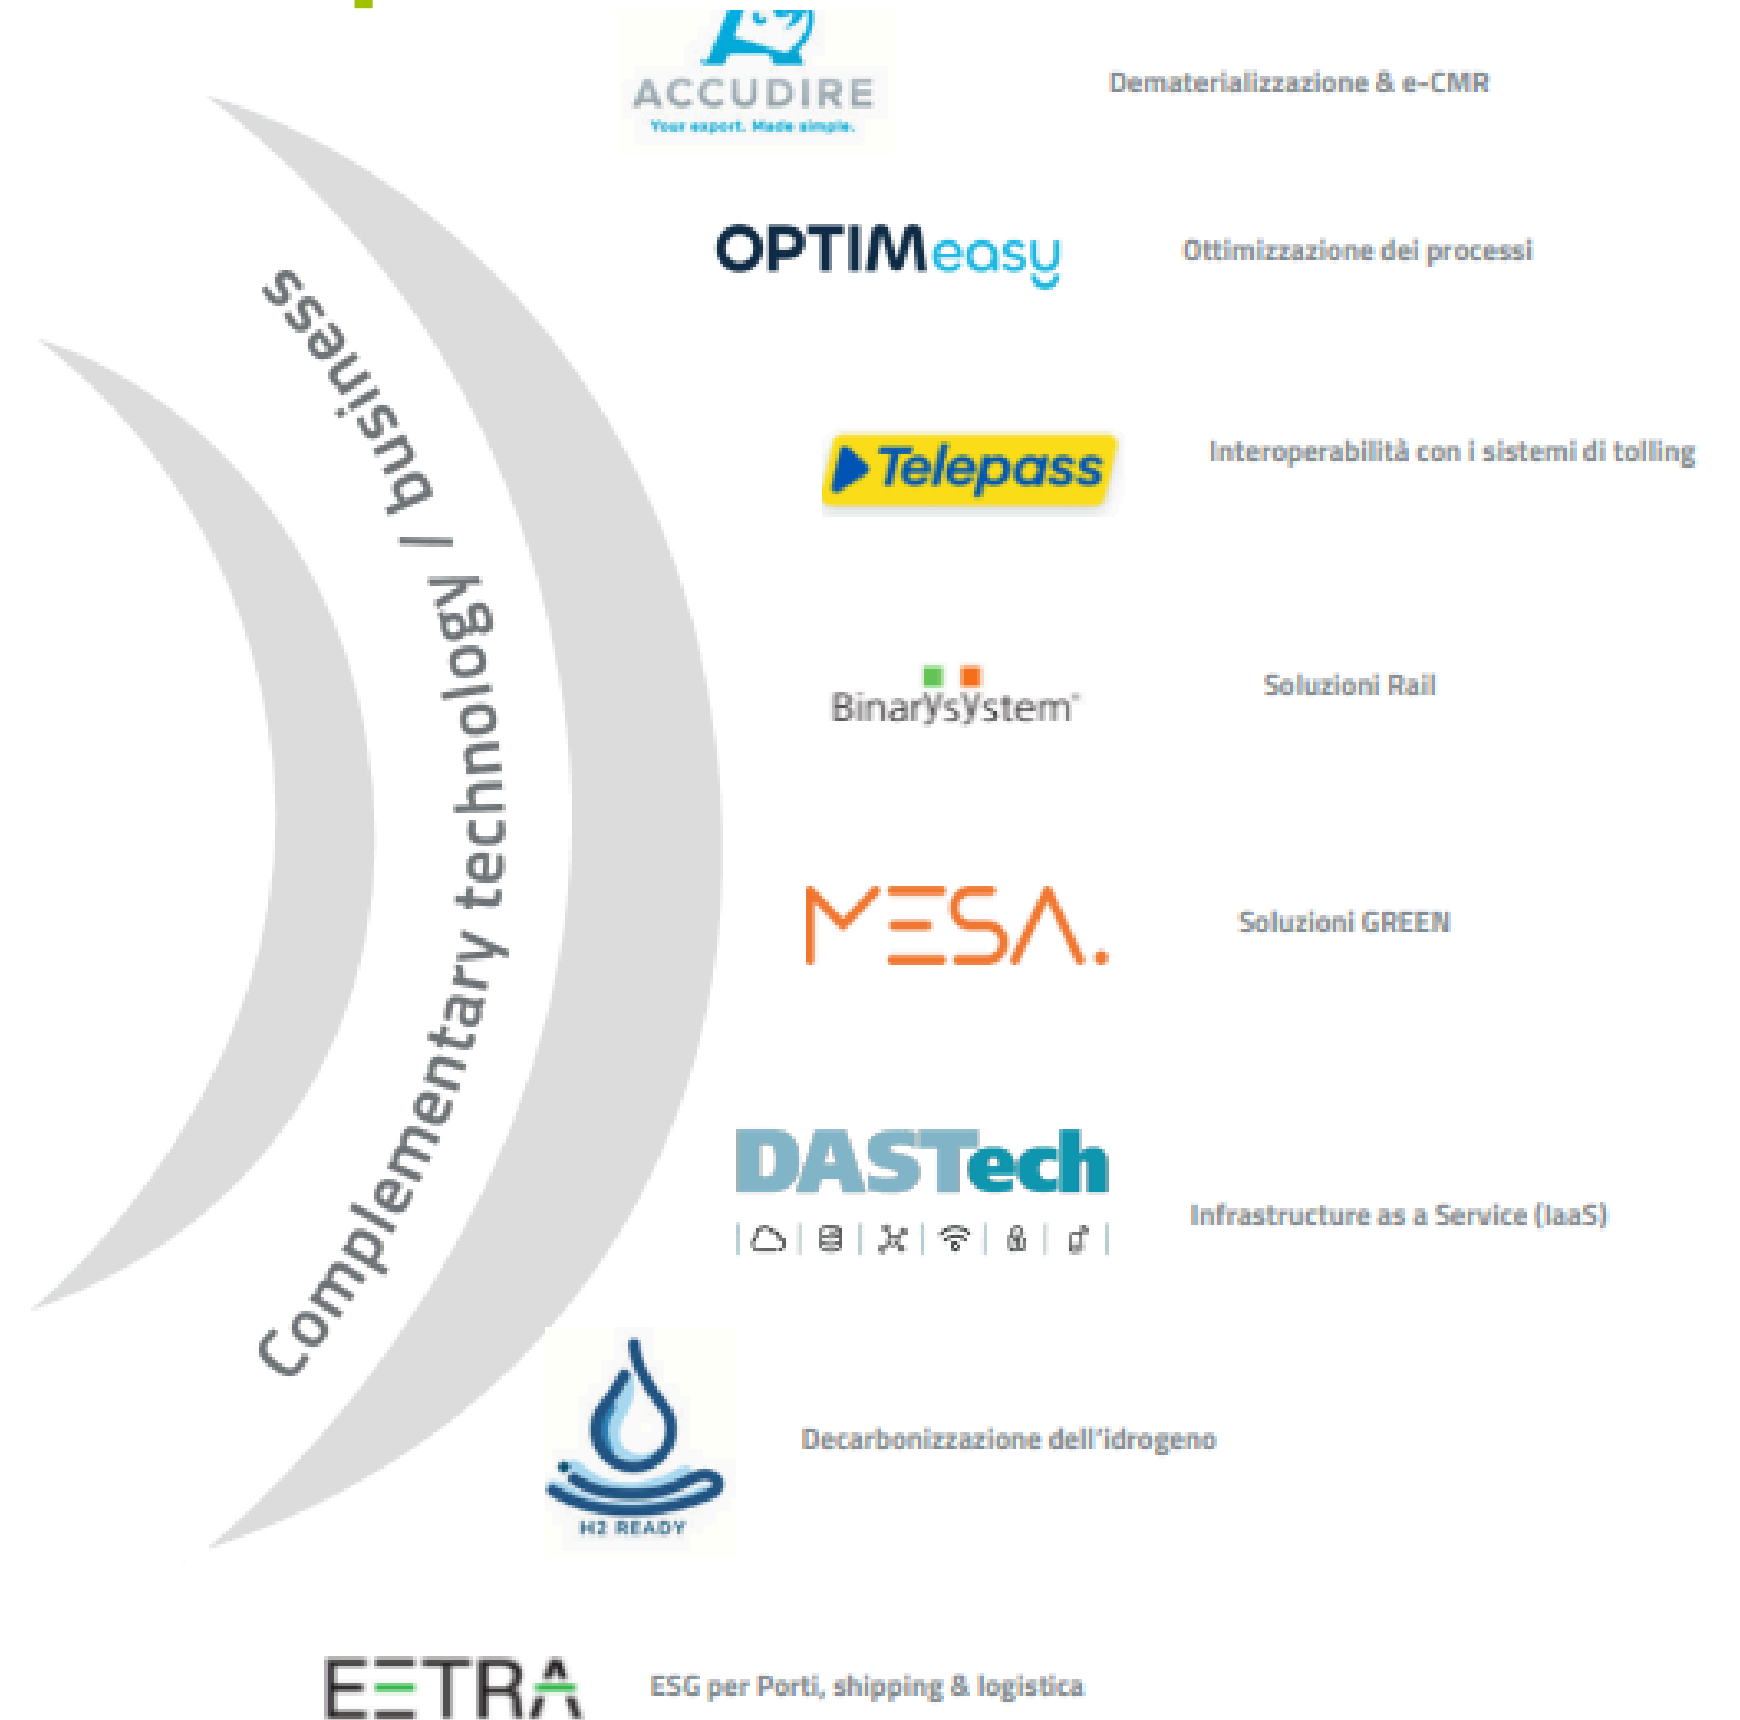 ACCUDIRE
Your export. Made simple.
Dematerializzazione & e-CMR
OPTIMeasy
Ottimizzazione dei processi
Complementary technology / business
Telepass
Interoperabilità con i sistemi di tolling
Binarysystem
Soluzioni Rail
MESA.
Soluzioni GREEN
DASTech
Infrastructure as a Service (IaaS)
H2 READY
Decarbonizzazione dell'idrogeno
EETRA
ESG per Porti, shipping & logistica